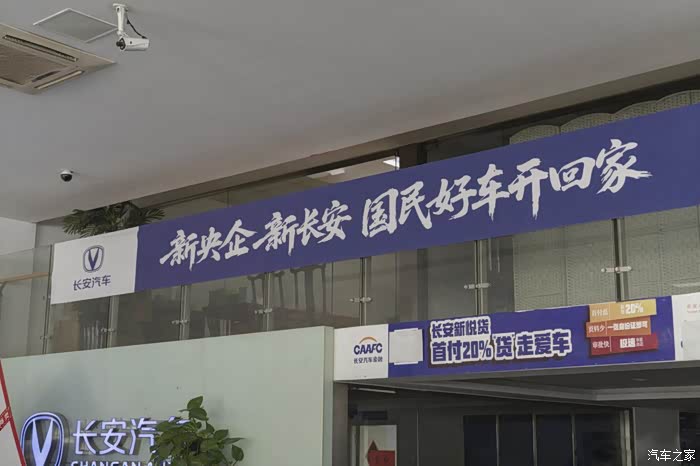 新央企 新长安 国民好车开回家
长安汽车
长安新悦贷
首付20% 贷走爱车
CAAFC
长安汽车金融
20%
长安汽
CHANGAN A
汽车之家